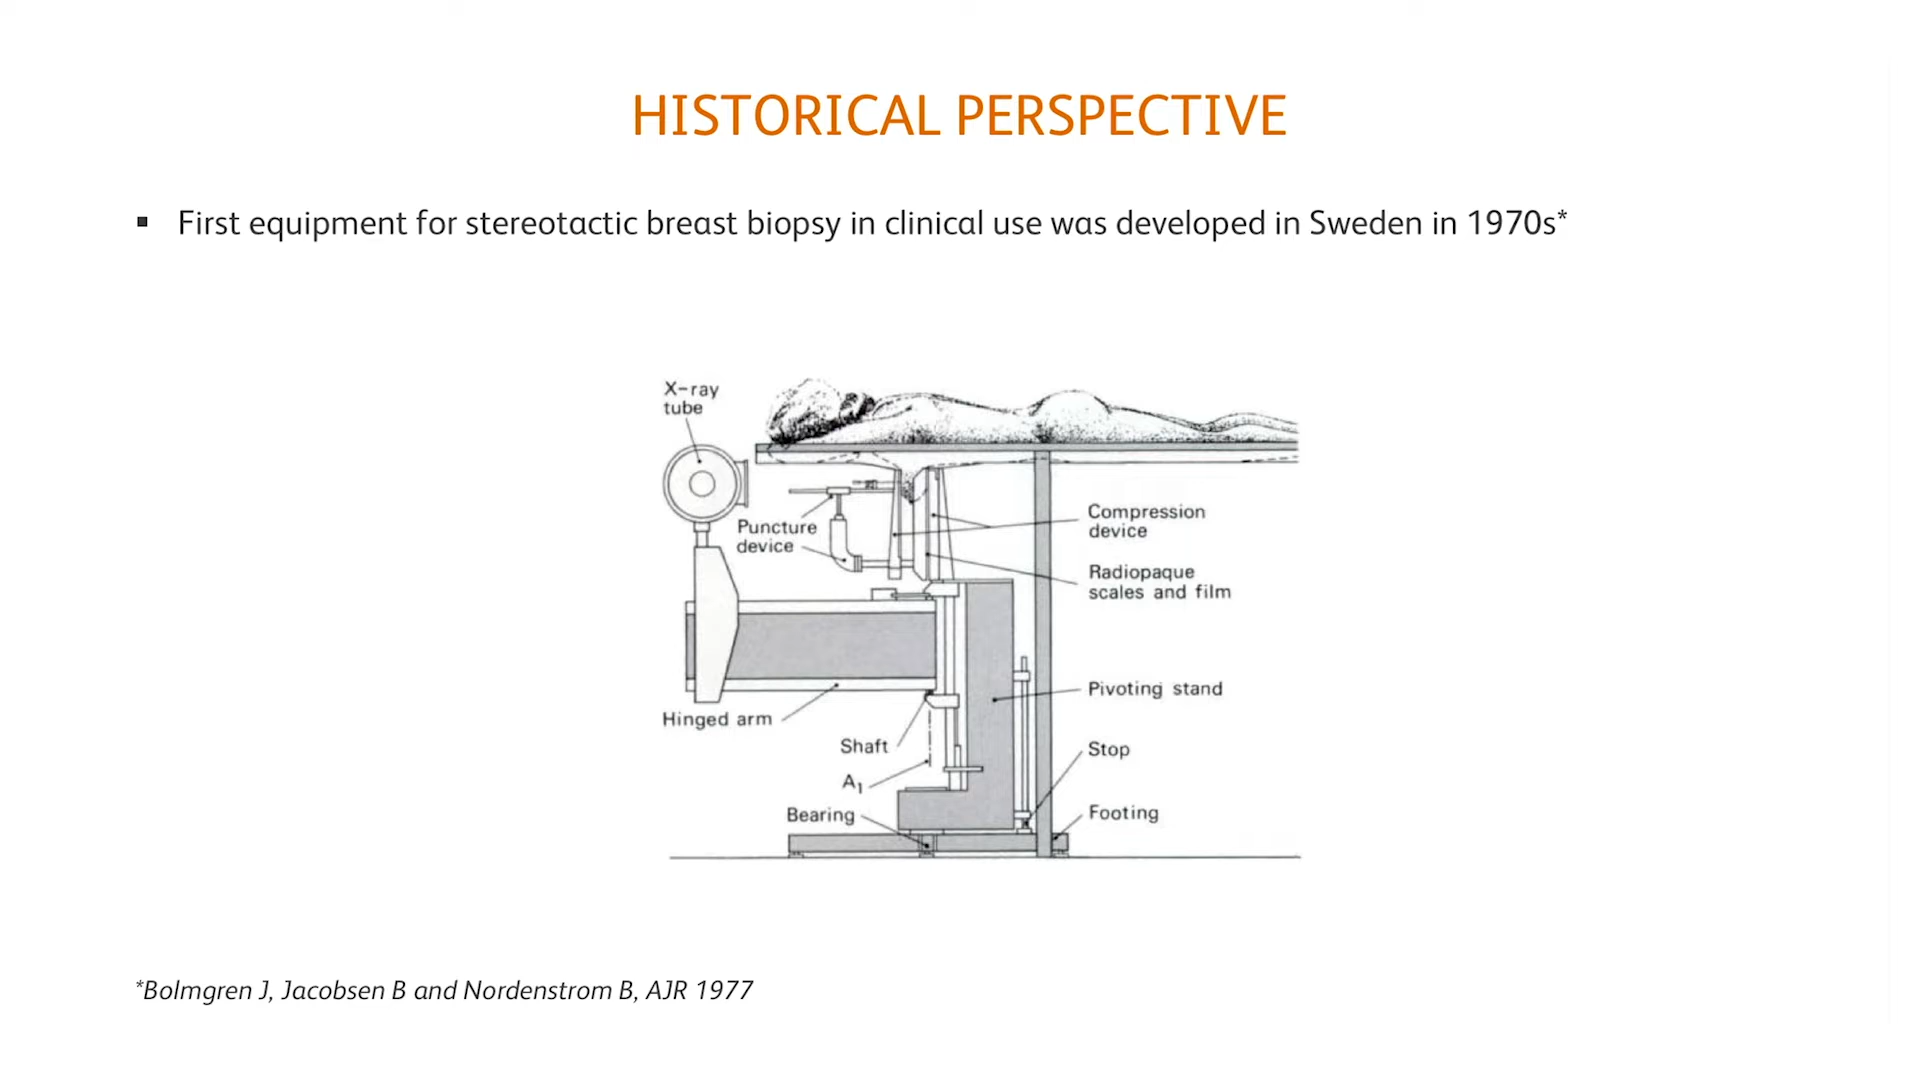 HISTORICAL PERSPECTIVE
▪ First equipment for stereotactic breast biopsy in clinical use was developed in Sweden in 1970s*
X-ray
tube
Puncture
device
Compression
device
Radiopaque
scales and film
Hinged arm
Pivoting stand
Shaft
Stop
A1
Bearing
Footing
*Bolmgren J, Jacobsen B and Nordenstrom B, AJR 1977